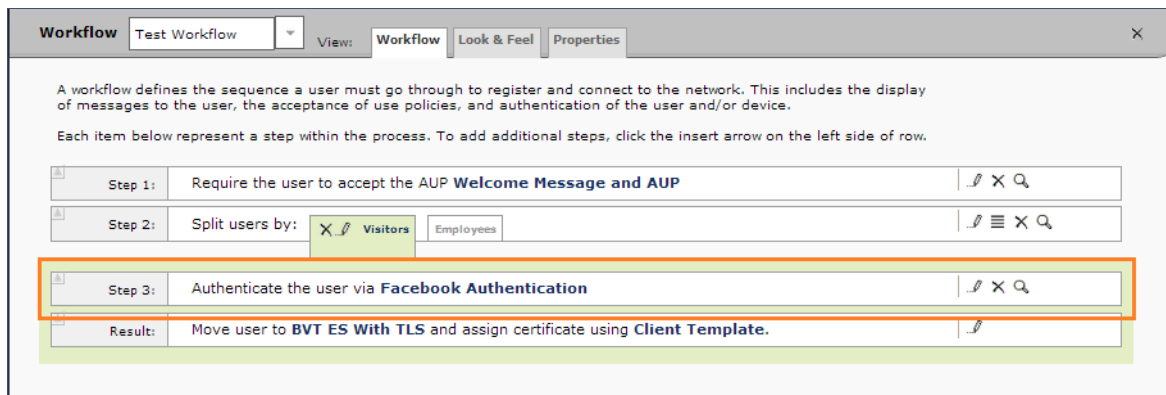 Workflow Test Workflow View: Workflow Look & Feel Properties
A workflow defines the sequence a user must go through to register and connect to the network. This includes the display
of messages to the user, the acceptance of use policies, and authentication of the user and/or device.
Each item below represent a step within the process. To add additional steps, click the insert arrow on the left side of row.
Step 1: Require the user to accept the AUP Welcome Message and AUP
Step 2: Split users by: Visitors Employees
Step 3: Authenticate the user via Facebook Authentication
Result: Move user to BVT ES With TLS and assign certificate using Client Template.